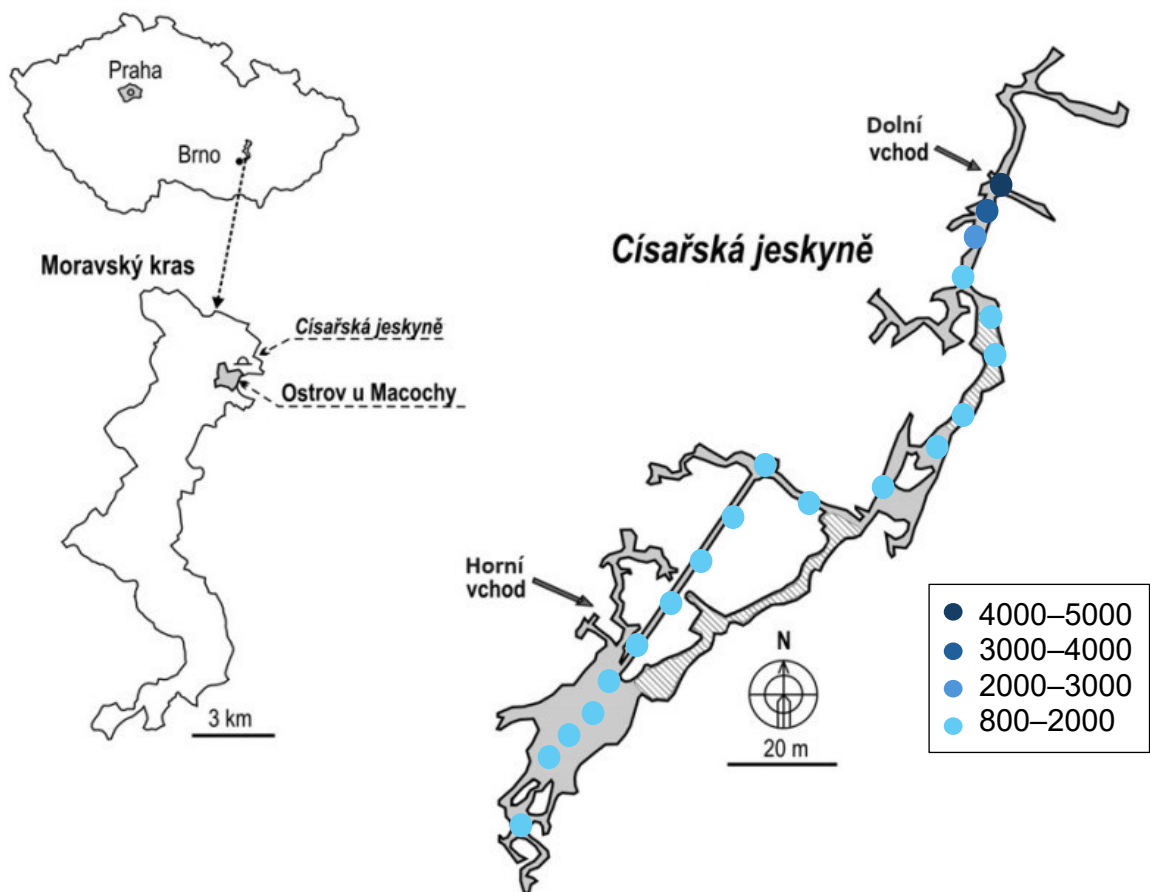 Praha
Brno
Moravský kras
Císařská jeskyně
Ostrov u Macochy
3 km
Císařská jeskyně
Dolní
vchod
Horní
vchod
N
20 m
4000–5000
3000–4000
2000–3000
800–2000